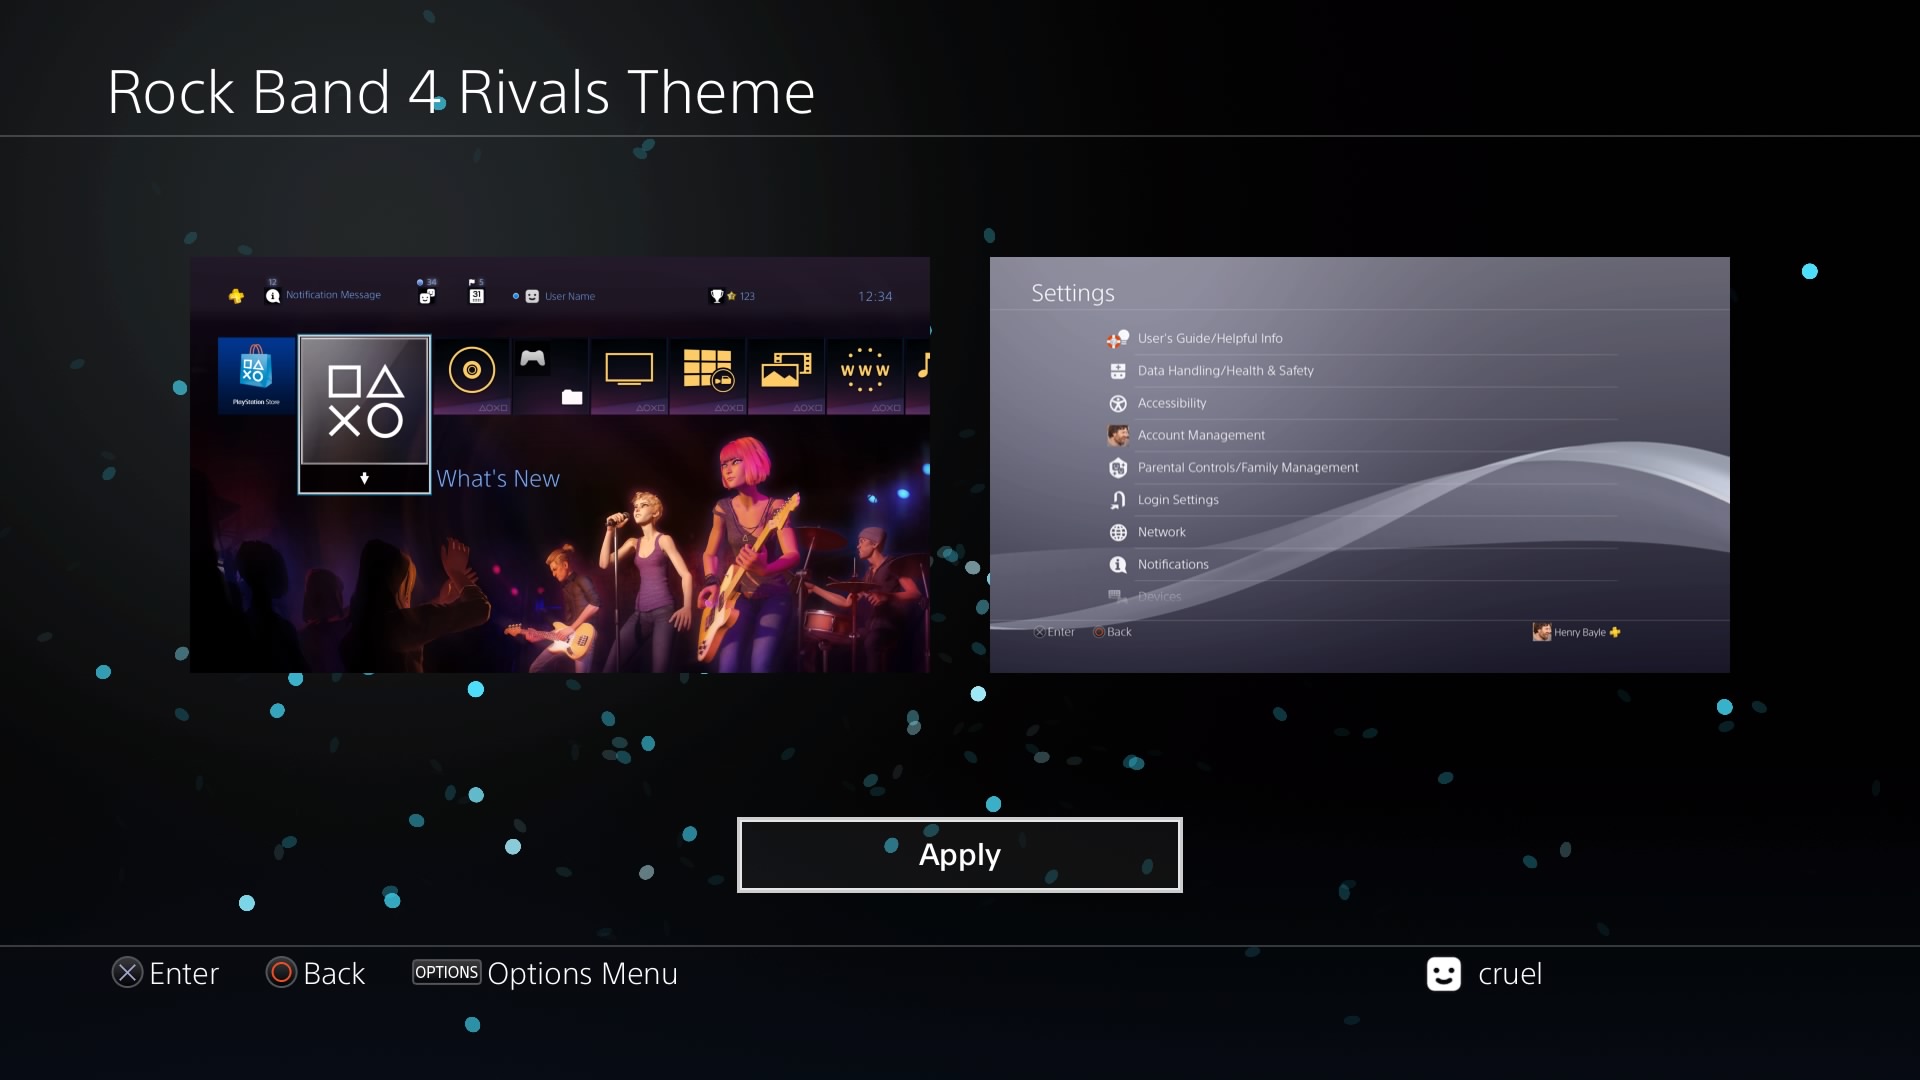 Rock Band 4 Rivals Theme
12
Notification Message
34
5
31
User Name
123
12:34
PlayStation Store
WWW
What's New
Settings
User's Guide/Helpful Info
Data Handling/Health & Safety
Accessibility
Account Management
Parental Controls/Family Management
Login Settings
Network
Notifications
Devices
Enter
Back
Henry Bayle
Apply
Enter
Back
OPTIONS Options Menu
cruel